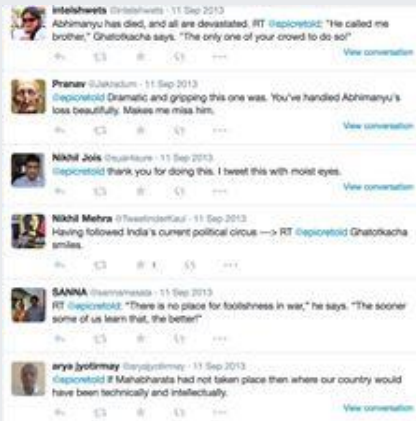 intelshwets @intelshwets · 11 Sep 2013
Abhimanyu has died, and all are devastated. RT @epicretold: "He called me
brother," Ghatotkacha says. "The only one of your crowd to do so!"
View conversation
Pranav · 11 Sep 2013
@epicretold Dramatic and gripping this one was. You've handled Abhimanyu's
loss beautifully. Makes me miss him.
View conversation
Nikhil Jois · 11 Sep 2013
@epicretold thank you for doing this. I tweet this with moist eyes.
View conversation
Nikhil Mehra @TweetinderKaul · 11 Sep 2013
Having followed India's current political circus —> RT @epicretold Ghatotkacha
smiles.
SANNA · 11 Sep 2013
RT @epicretold: "There is no place for foolishness in war," he says. "The sooner
some of us learn that, the better!"
arya jyotirmay @aryajyotirmay · 11 Sep 2013
@epicretold If Mahabharata had not taken place then where our country would
have been technically and intellectually.
View conversation